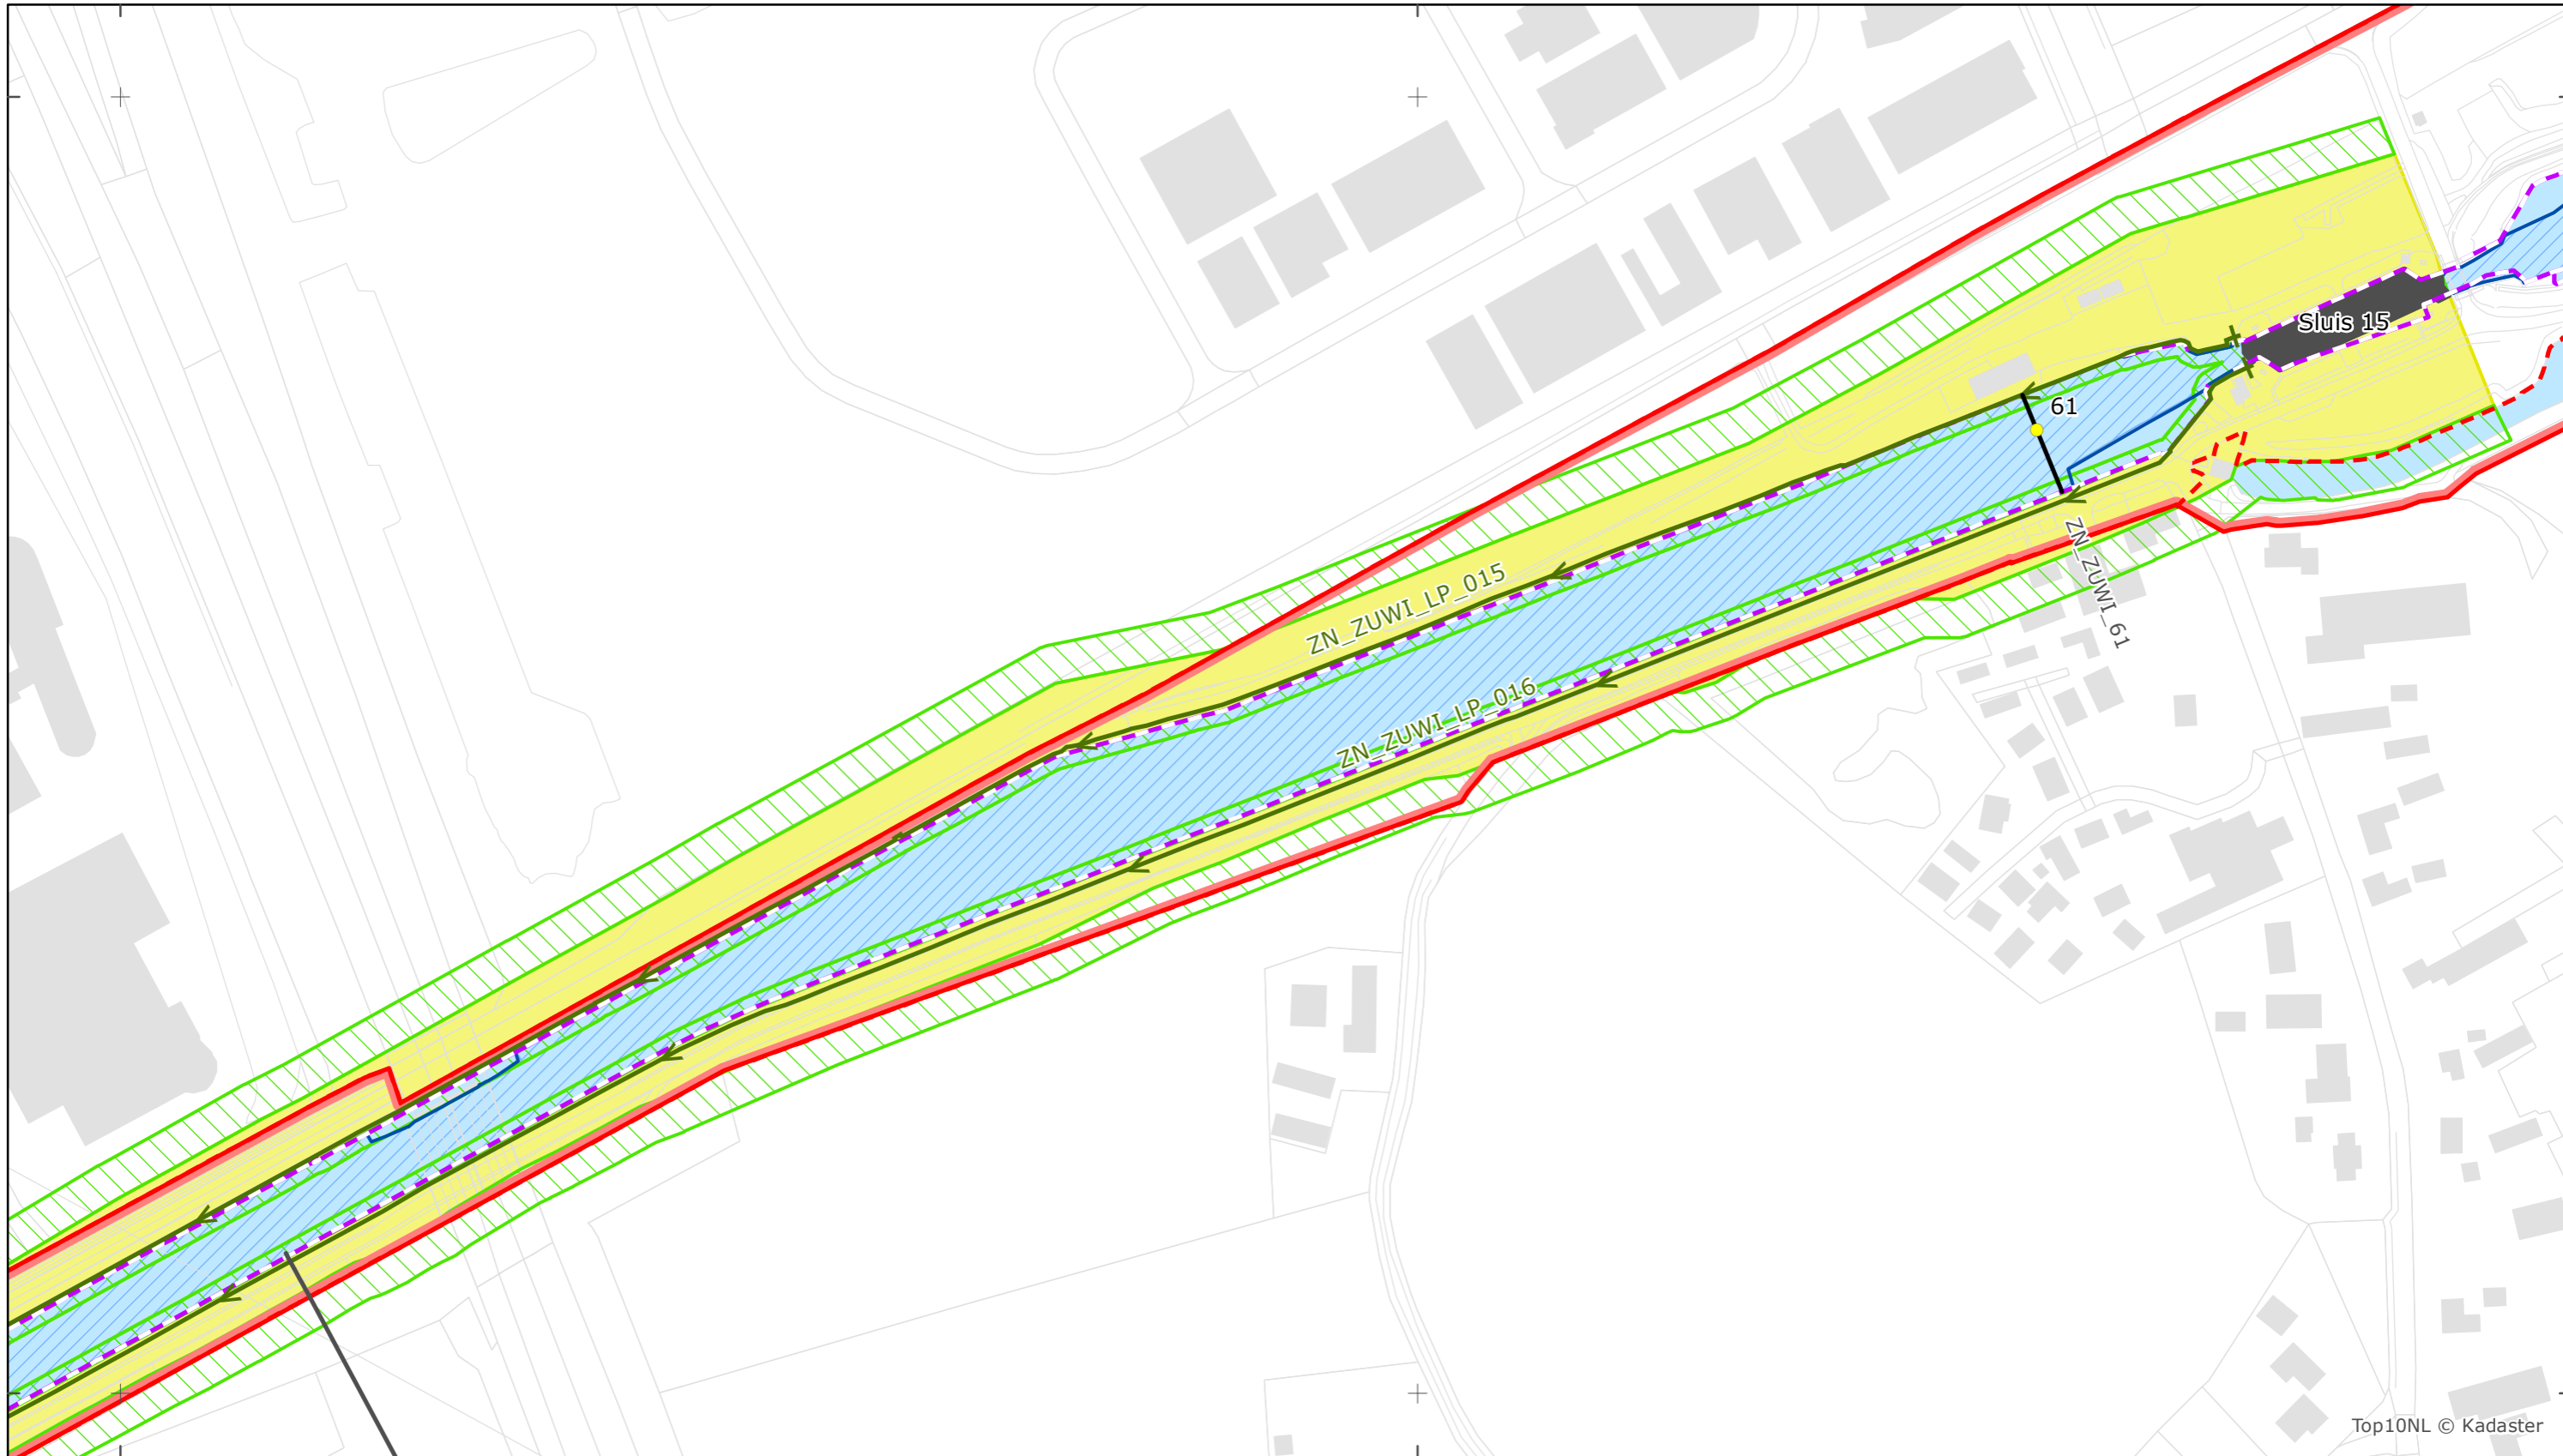 Sluis 15
61
ZN_ZUWI_61
ZN_ZUWI_LP_015
ZN_ZUWI_LP_016
Top10NL © Kadaster